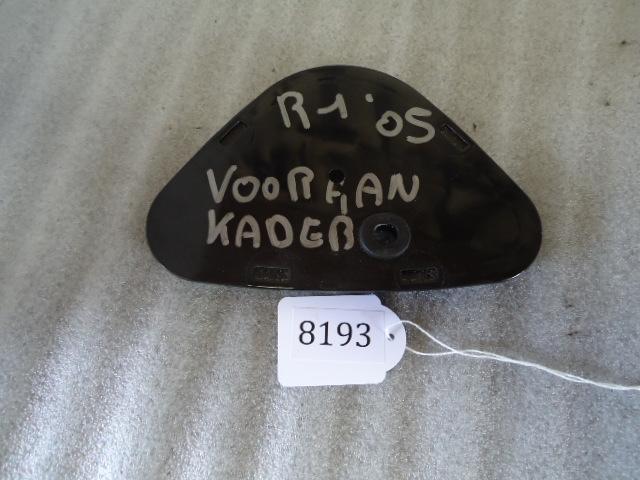 R1 '05
VOORAAN
KADER
8193